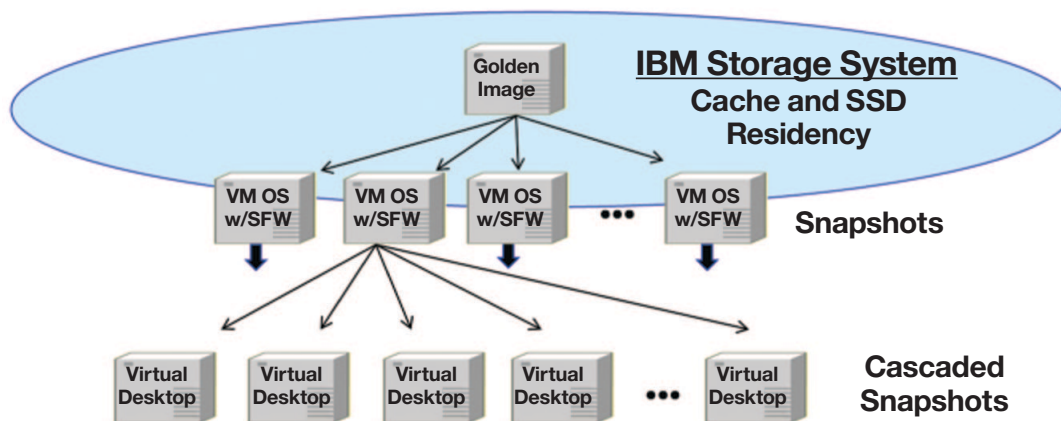 Golden
Image
IBM Storage System
Cache and SSD
Residency
VM OS
w/SFW
VM OS
w/SFW
VM OS
w/SFW
•••
VM OS
w/SFW
Snapshots
Virtual
Desktop
Virtual
Desktop
Virtual
Desktop
Virtual
Desktop
•••
Virtual
Desktop
Cascaded
Snapshots